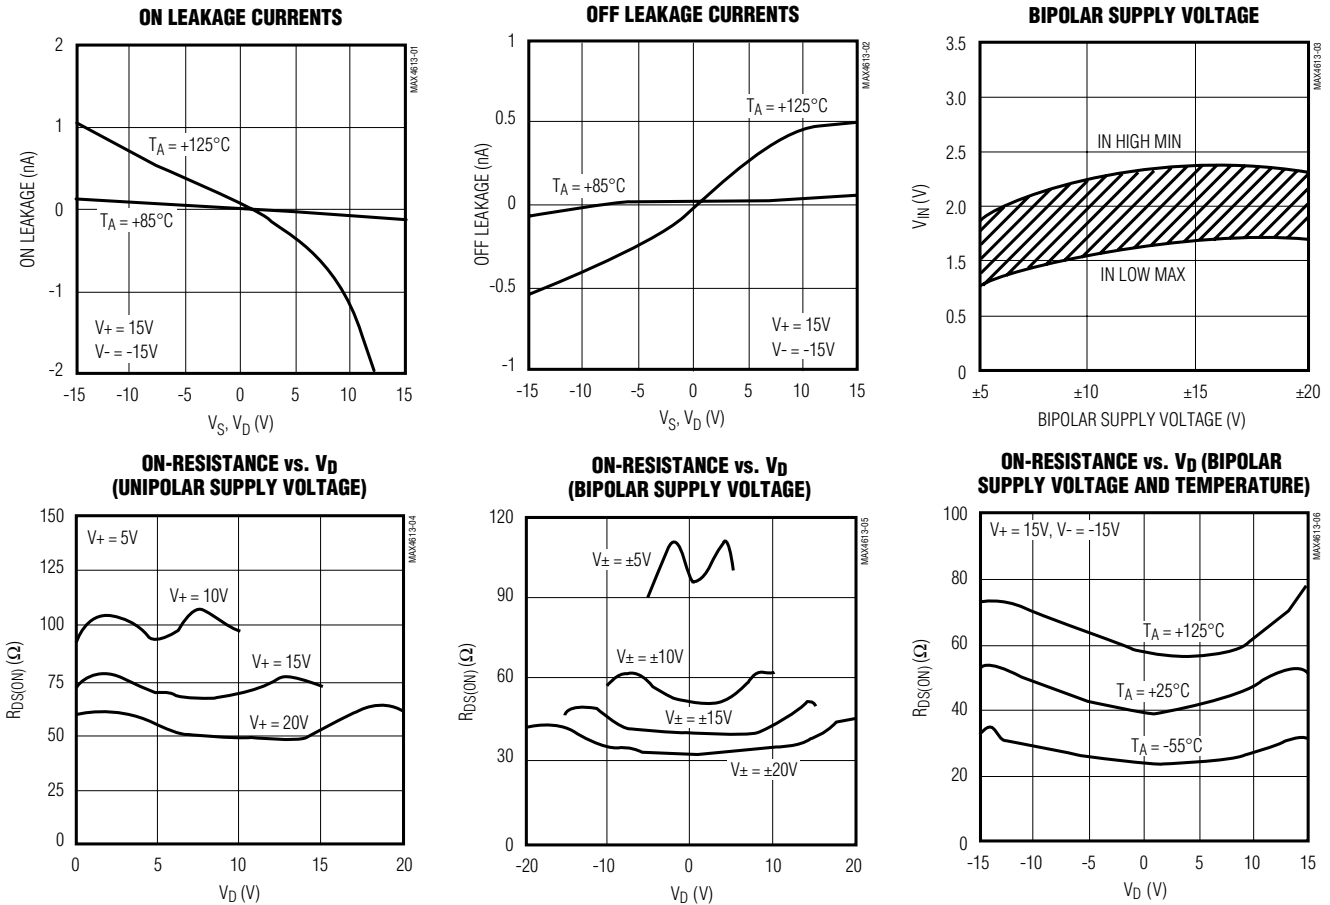 ON LEAKAGE CURRENTS
2
1
0
-1
-2
ON LEAKAGE (nA)
TA = +125°C
TA = +85°C
V+ = 15V
V- = -15V
MAX4613-01
-15 -10 -5 0 5 10 15
VS, VD (V)
OFF LEAKAGE CURRENTS
1
0.5
0
-0.5
-1
OFF LEAKAGE (nA)
TA = +125°C
TA = +85°C
V+ = 15V
V- = -15V
MAX4613-02
-15 -10 -5 0 5 10 15
VS, VD (V)
BIPOLAR SUPPLY VOLTAGE
3.5
3.0
2.5
2.0
1.5
0.5
0
VIN (V)
IN HIGH MIN
IN LOW MAX
MAX4613-03
±5 ±10 ±15 ±20
BIPOLAR SUPPLY VOLTAGE (V)
ON-RESISTANCE vs. VD
(UNIPOLAR SUPPLY VOLTAGE)
150
125
100
75
50
25
0
RDS(ON) (Ω)
V+ = 5V
V+ = 10V
V+ = 15V
V+ = 20V
MAX4613-04
0 5 10 15 20
VD (V)
ON-RESISTANCE vs. VD
(BIPOLAR SUPPLY VOLTAGE)
120
90
60
30
0
RDS(ON) (Ω)
V± = ±5V
V± = ±10V
V± = ±15V
V± = ±20V
MAX4613-05
-20 -10 0 10 20
VD (V)
ON-RESISTANCE vs. VD (BIPOLAR
SUPPLY VOLTAGE AND TEMPERATURE)
100
80
60
40
20
0
RDS(ON) (Ω)
V+ = 15V, V- = -15V
TA = +125°C
TA = +25°C
TA = -55°C
MAX4613-06
-15 -10 -5 0 5 10 15
VD (V)